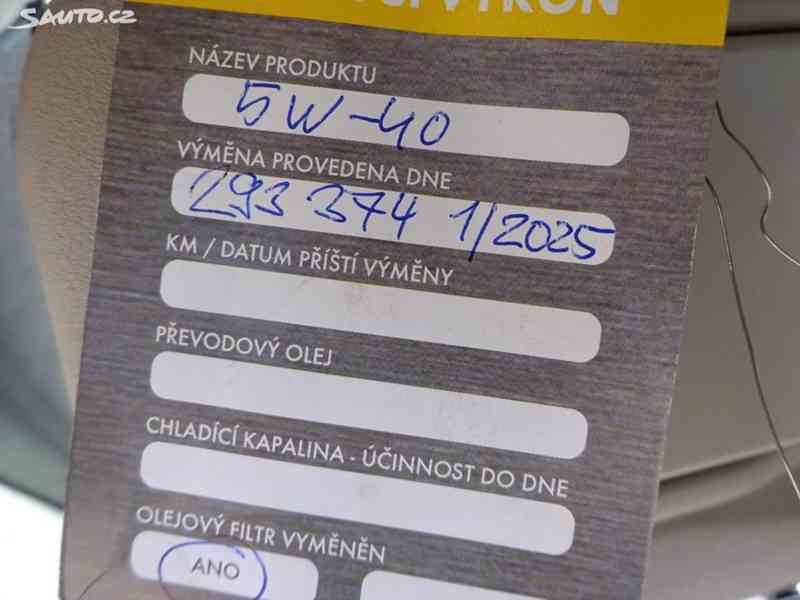 SAUTO.CZ
VÝKON
NÁZEV PRODUKTU
5W-40
VÝMĚNA PROVEDENA DNE
293 374 1/2025
KM / DATUM PŘÍŠTÍ VÝMĚNY
PŘEVODOVÝ OLEJ
CHLADÍCÍ KAPALINA - ÚČINNOST DO DNE
OLEJOVÝ FILTR VYMĚNĚN
ANO